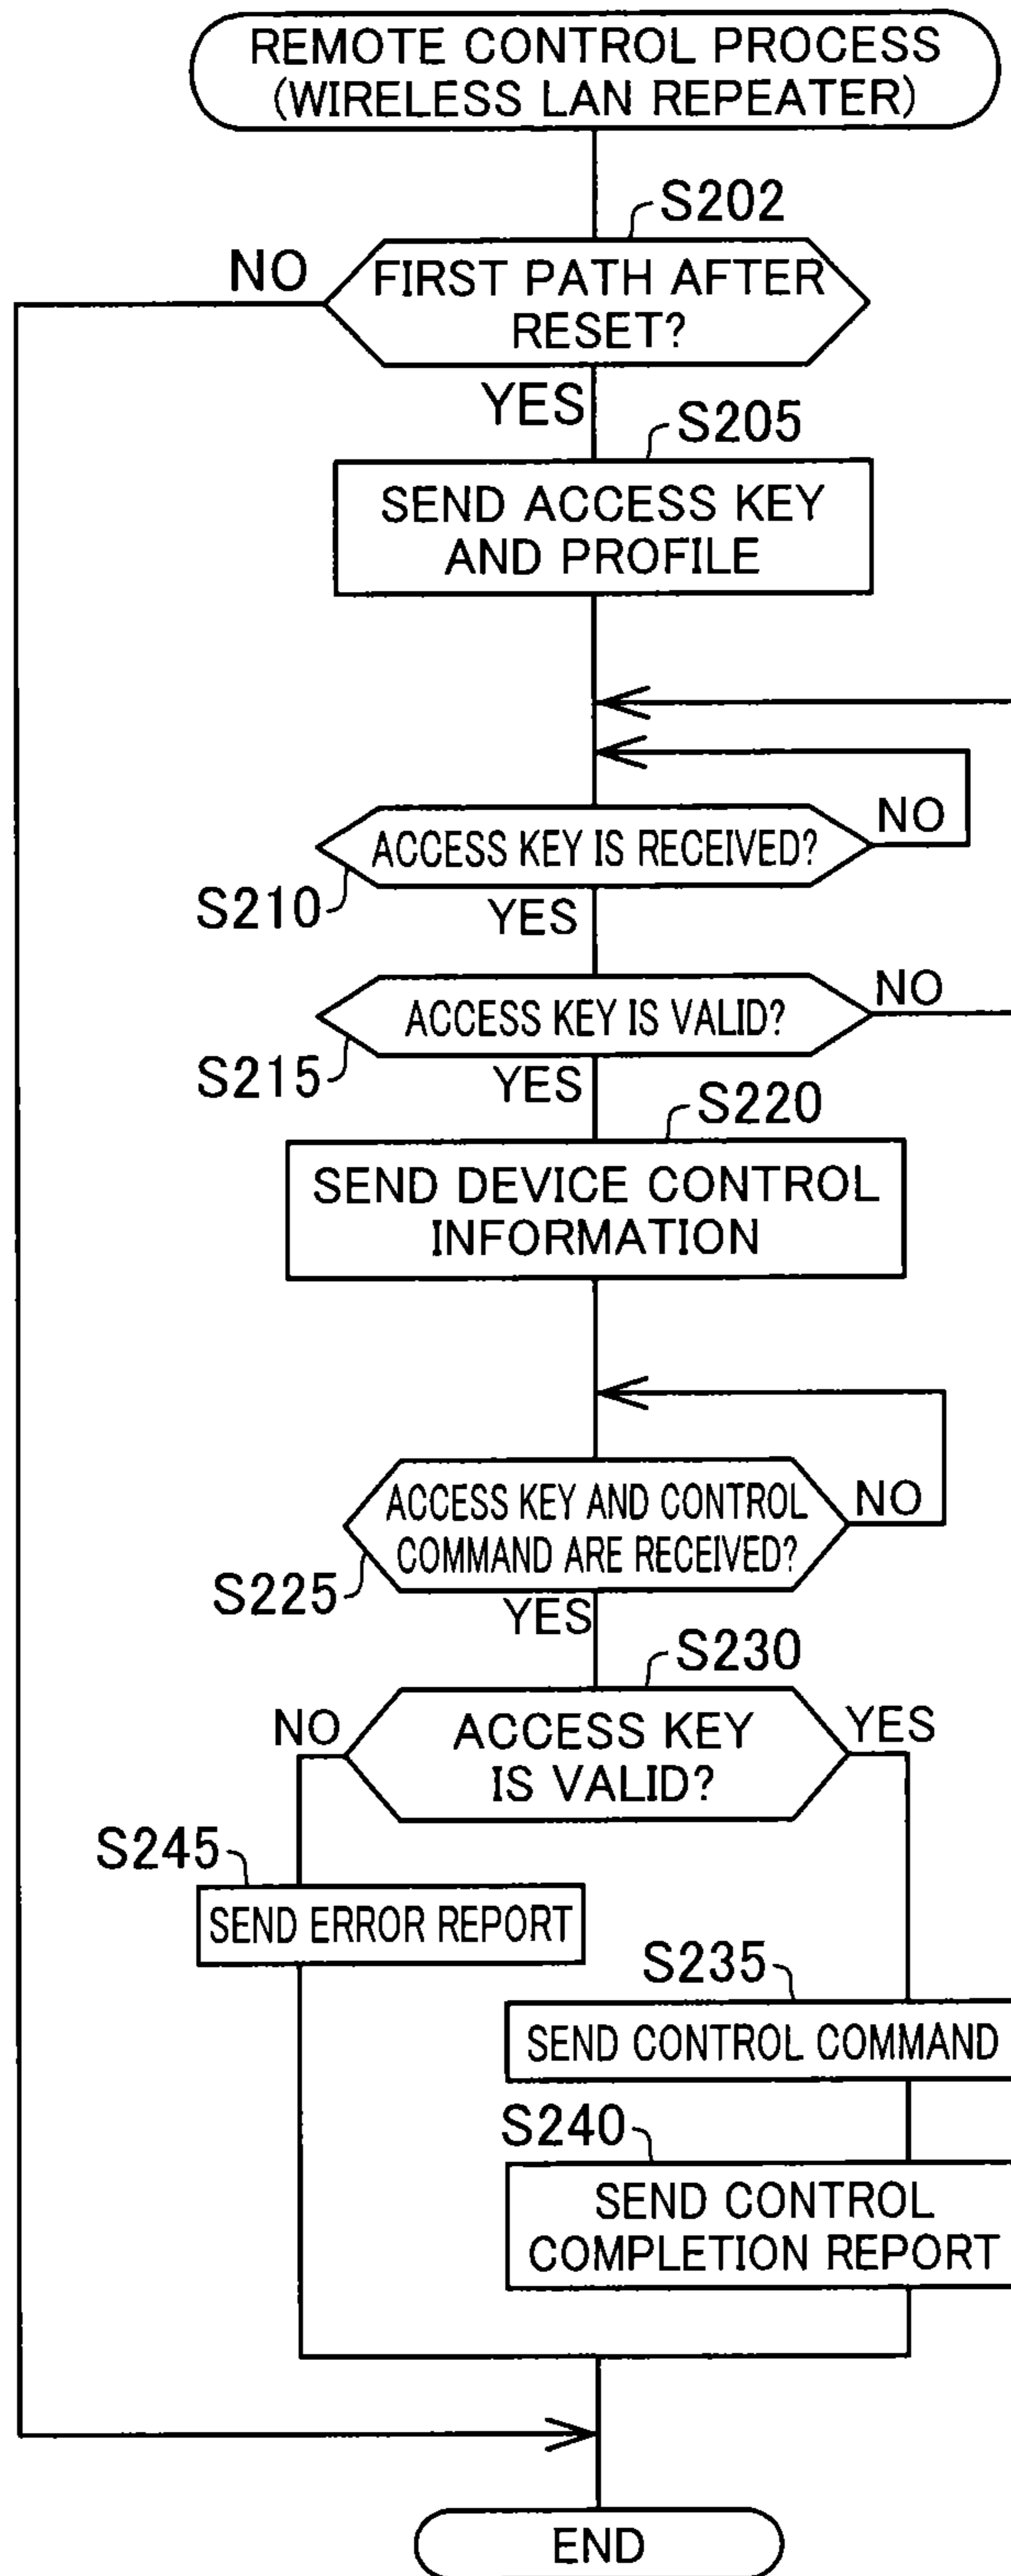 REMOTE CONTROL PROCESS
(WIRELESS LAN REPEATER)
S202
NO
FIRST PATH AFTER
RESET?
YES
S205
SEND ACCESS KEY
AND PROFILE
NO
ACCESS KEY IS RECEIVED?
S210
YES
NO
ACCESS KEY IS VALID?
S215
YES
S220
SEND DEVICE CONTROL
INFORMATION
ACCESS KEY AND CONTROL
COMMAND ARE RECEIVED?
NO
S225
YES
S230
NO
ACCESS KEY
IS VALID?
YES
S245
SEND ERROR REPORT
S235
SEND CONTROL COMMAND
S240
SEND CONTROL
COMPLETION REPORT
END